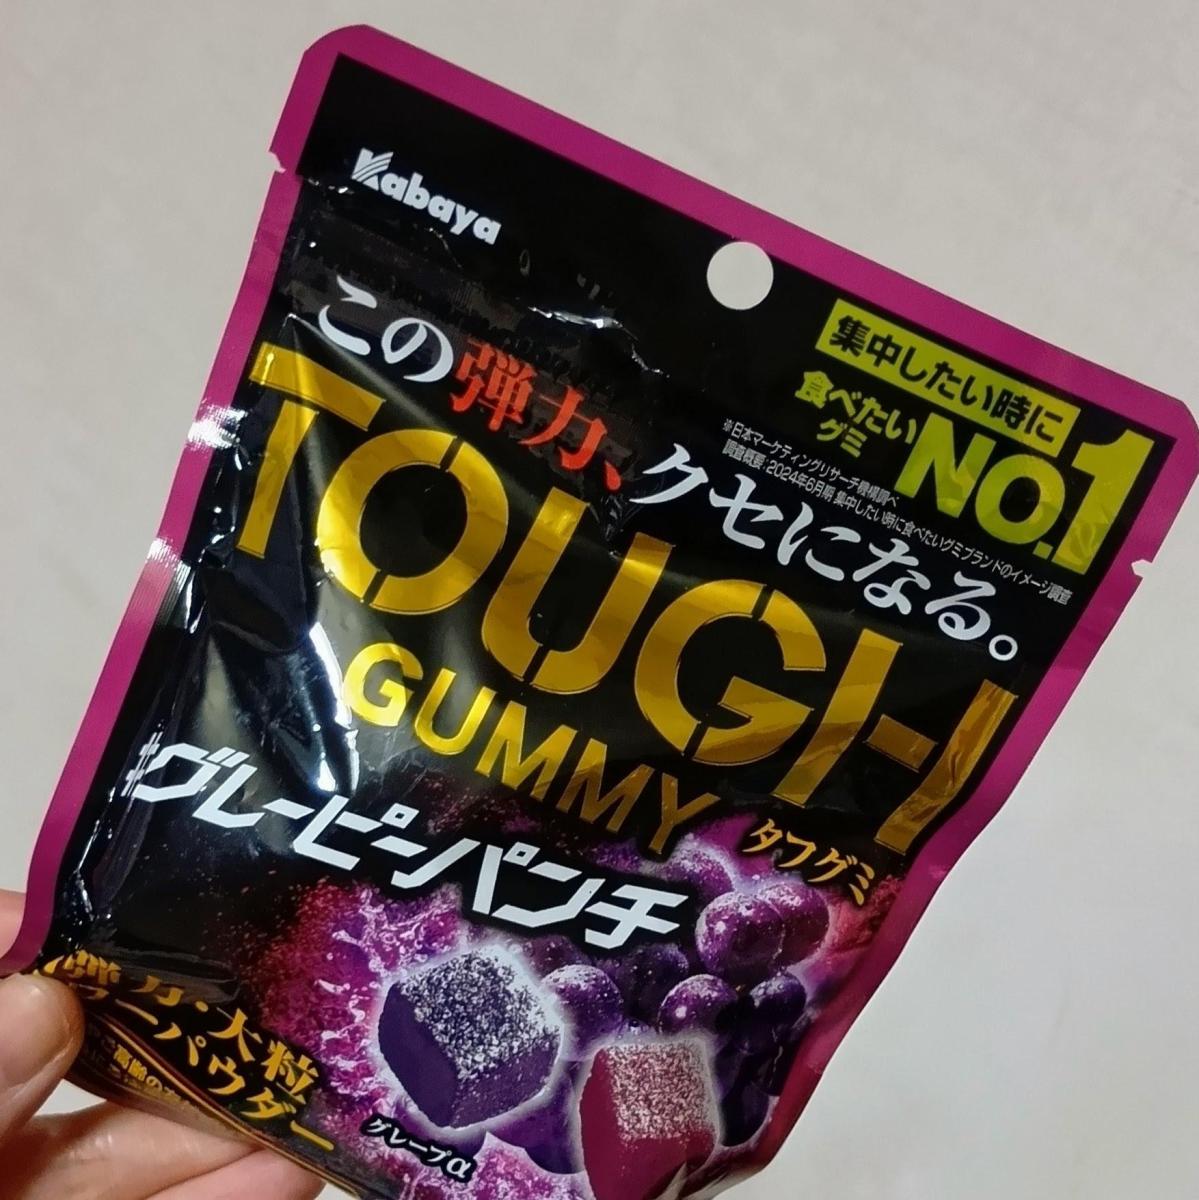 Kabaya
集中したい時に
食べたい
グミ
NO.1
※日本マーケティングリサーチ機構調べ
調査概要:2024年6月期 集中したい時に食べたいグミブランドのイメージ調査
この弾力、クセになる。
TOUGH
GUMMY
タフグミ
#グレーピーパンチ
弾力・大粒
パウダー
グレープα